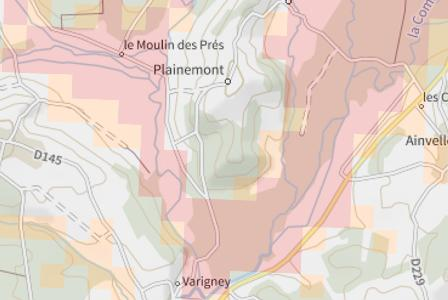 la Com
le Moulin des Prés
Plainemont
les C
Ainvelle
D145
D229
Varigney